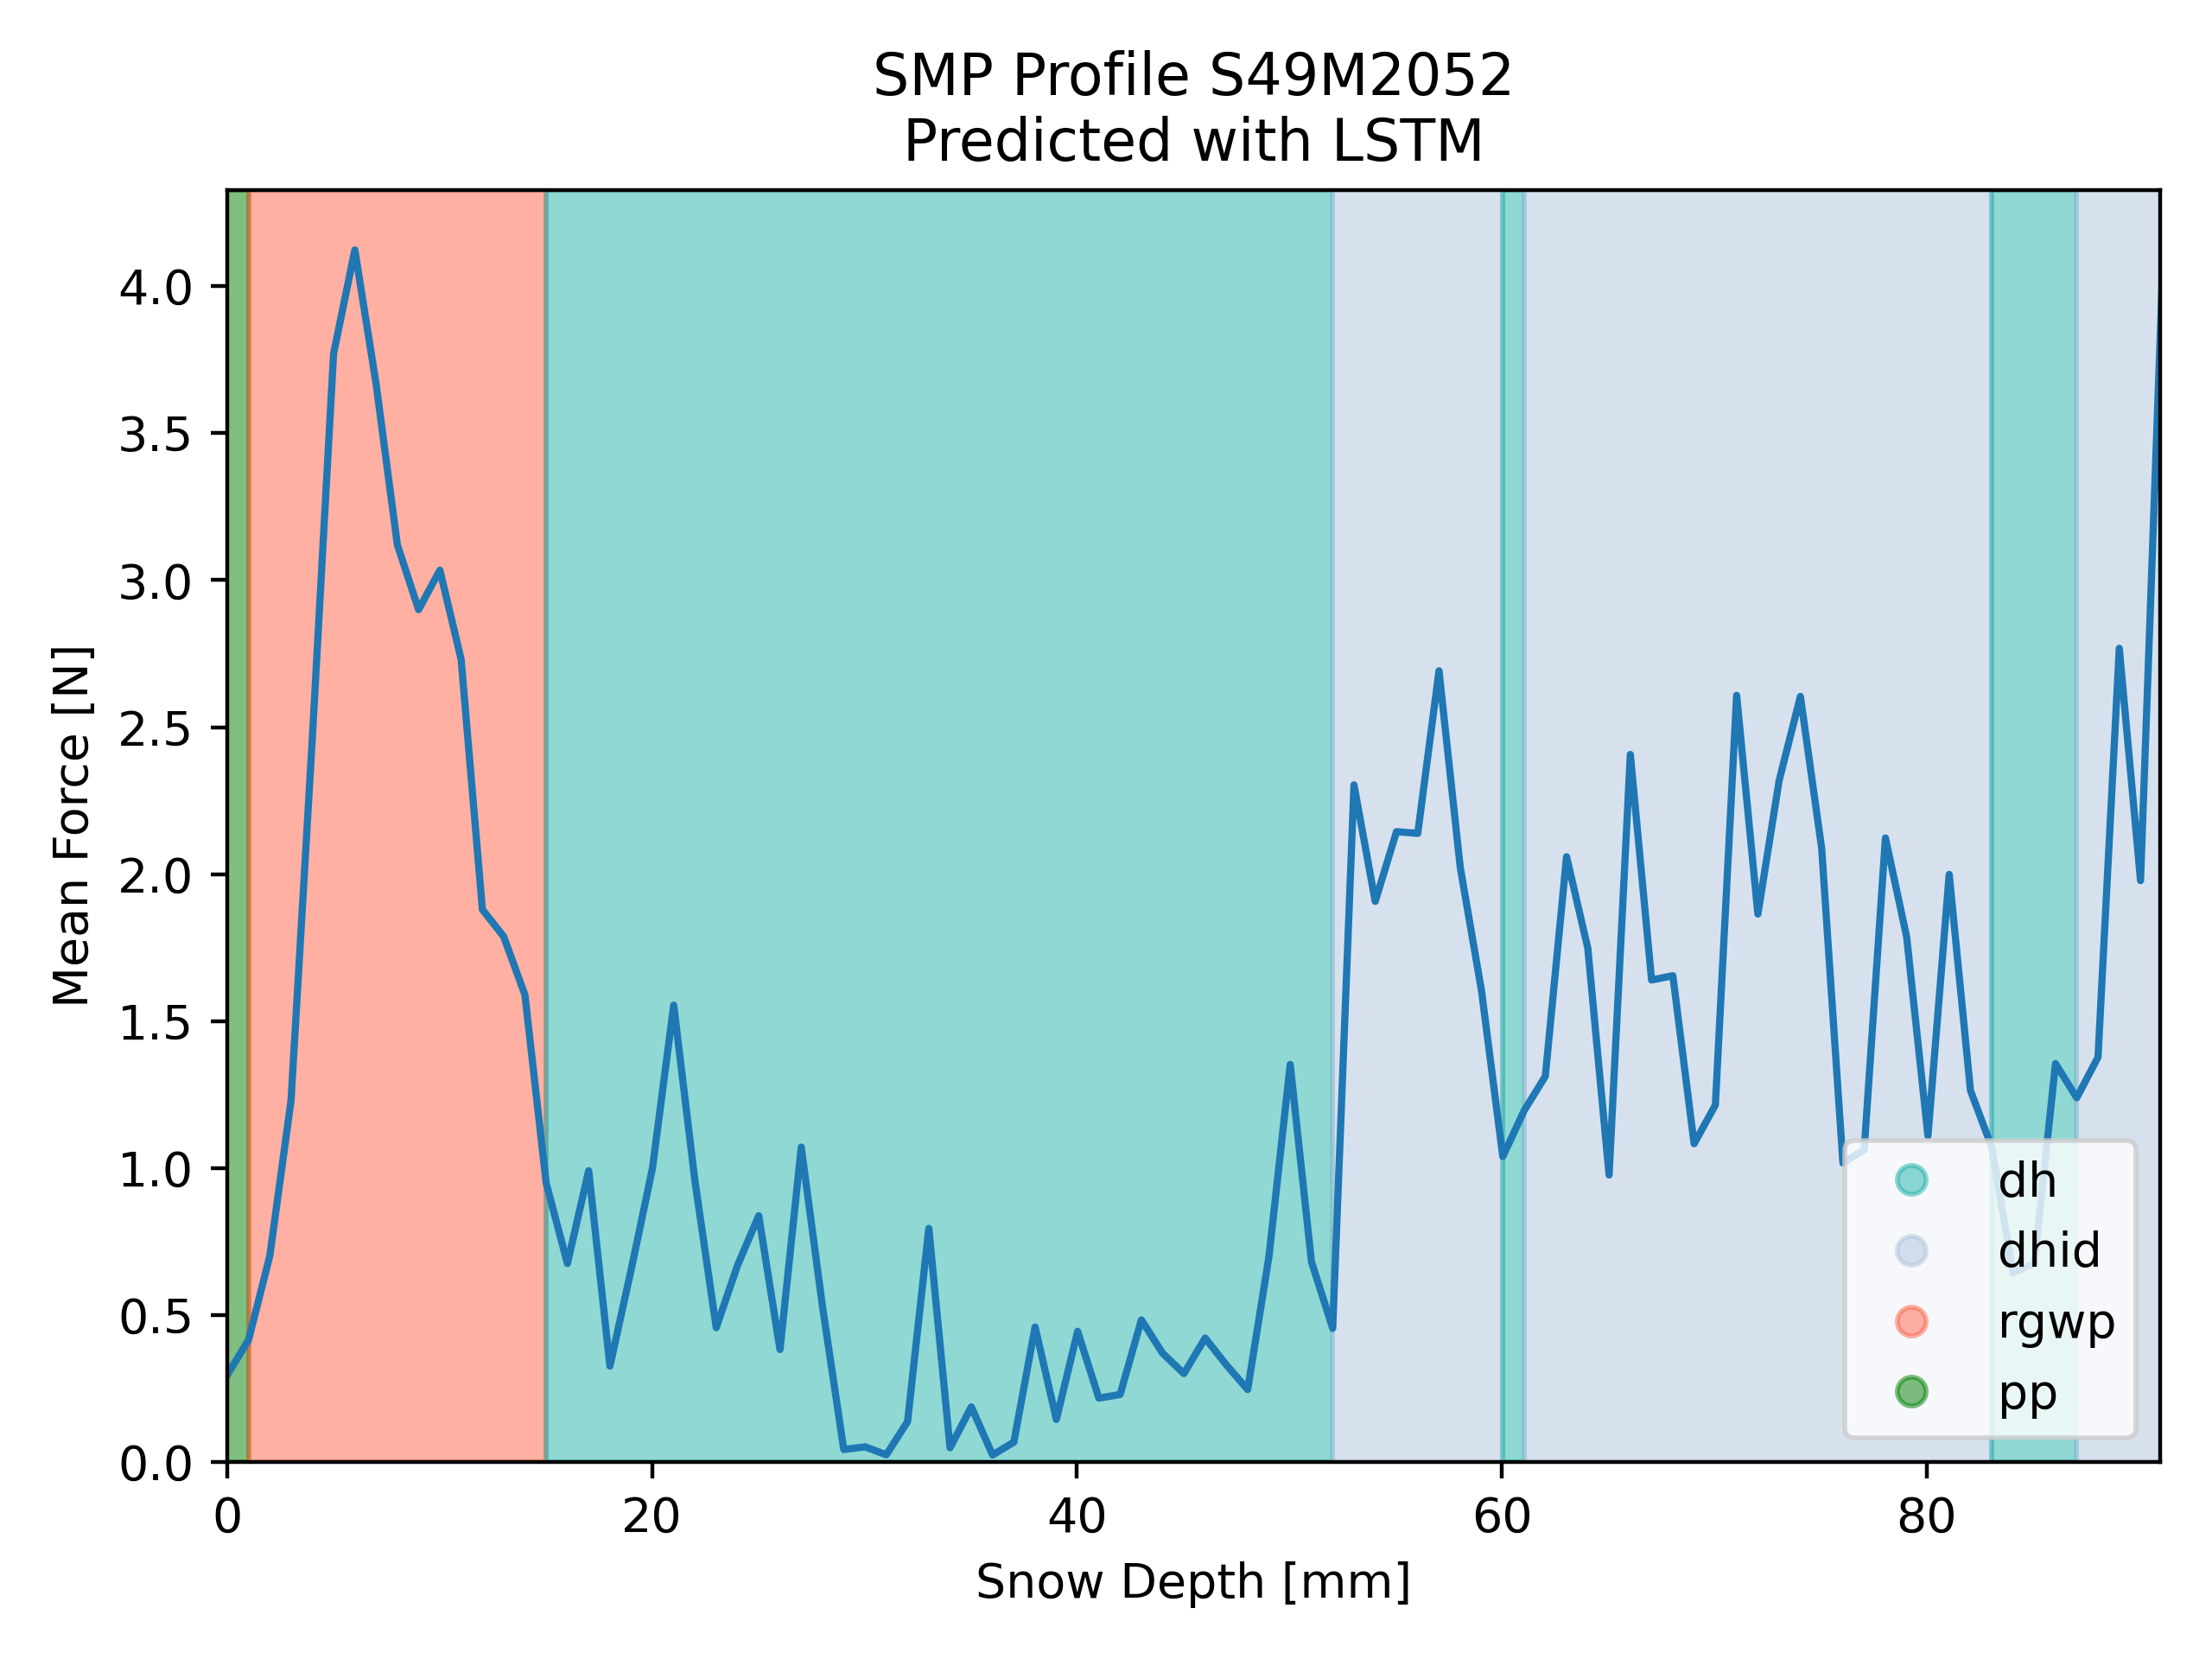 SMP Profile S49M2052
Predicted with LSTM
Mean Force [N]
4.0
3.5
3.0
2.5
2.0
1.5
1.0
0.5
0.0
dh
dhid
rgwp
pp
0 20 40 60 80
Snow Depth [mm]